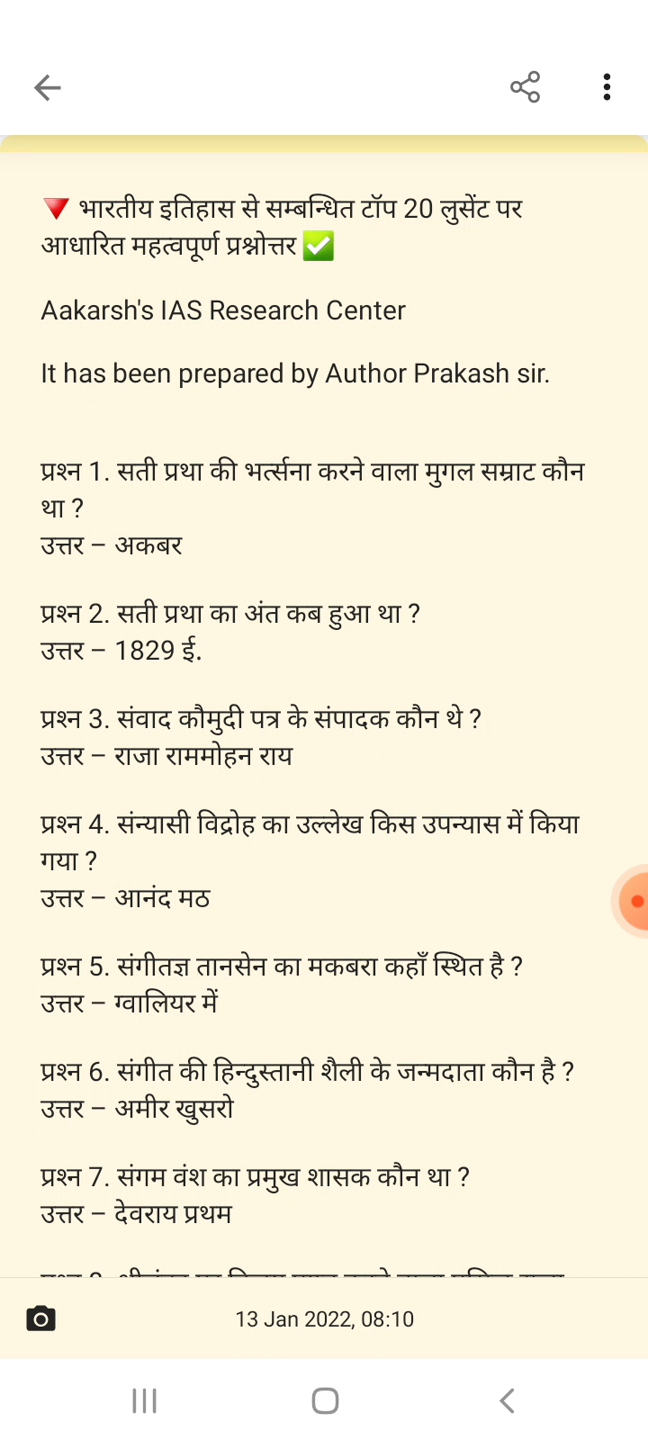 🔻 भारतीय इतिहास से सम्बन्धित टॉप 20 लुसेंट पर
आधारित महत्वपूर्ण प्रश्नोत्तर ✅
Aakarsh's IAS Research Center
It has been prepared by Author Prakash sir.
प्रश्न 1. सती प्रथा की भर्त्सना करने वाला मुगल सम्राट कौन
था ?
उत्तर – अकबर
प्रश्न 2. सती प्रथा का अंत कब हुआ था ?
उत्तर – 1829 ई.
प्रश्न 3. संवाद कौमुदी पत्र के संपादक कौन थे ?
उत्तर – राजा राममोहन राय
प्रश्न 4. संन्यासी विद्रोह का उल्लेख किस उपन्यास में किया
गया ?
उत्तर – आनंद मठ
प्रश्न 5. संगीतज्ञ तानसेन का मकबरा कहाँ स्थित है ?
उत्तर – ग्वालियर में
प्रश्न 6. संगीत की हिन्दुस्तानी शैली के जन्मदाता कौन है ?
उत्तर – अमीर खुसरो
प्रश्न 7. संगम वंश का प्रमुख शासक कौन था ?
उत्तर – देवराय प्रथम
13 Jan 2022, 08:10